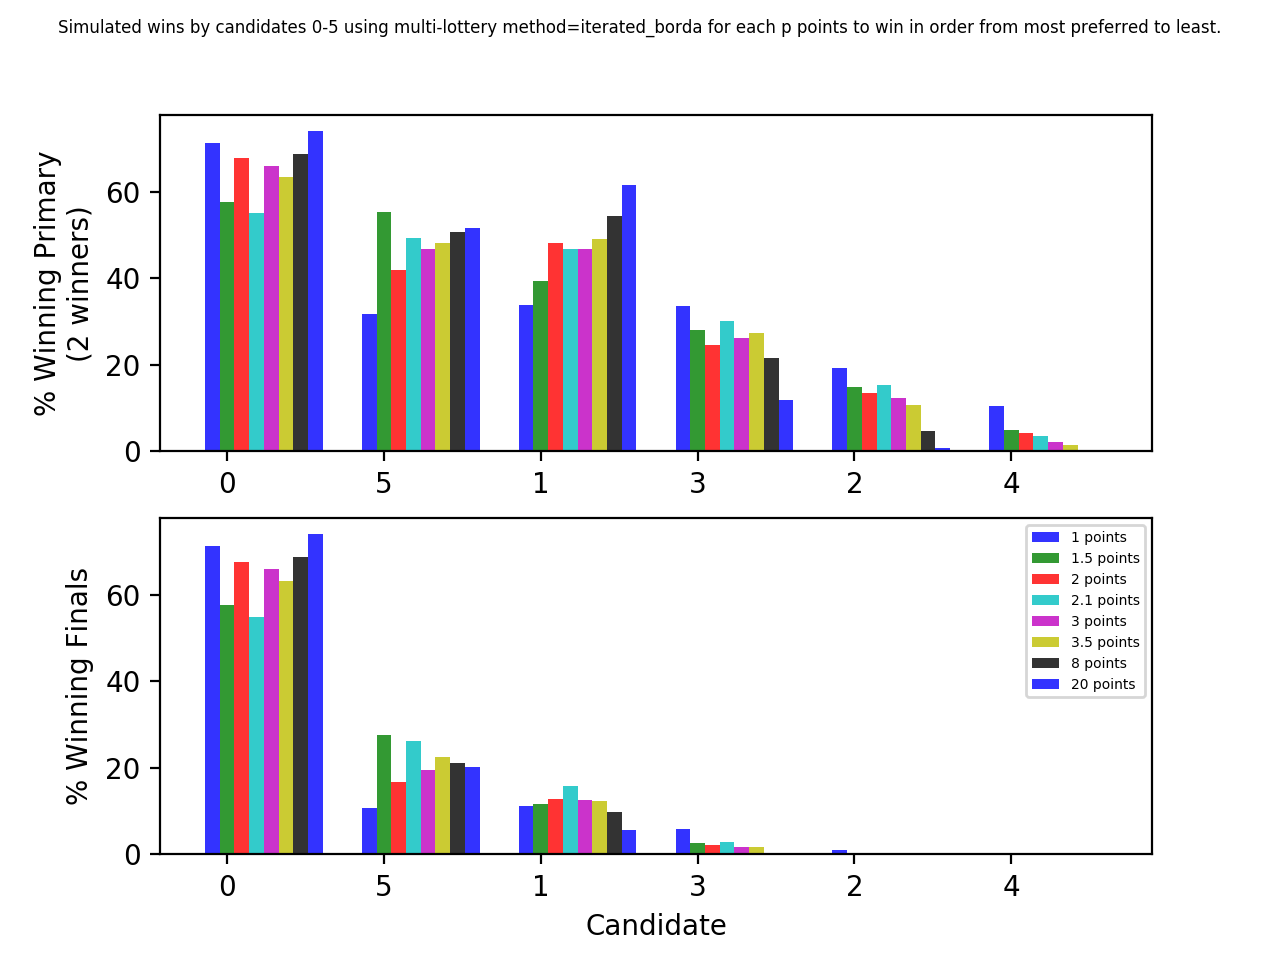 Simulated wins by candidates 0-5 using multi-lottery method=iterated_borda for each p points to win in order from most preferred to least.
% Winning Primary
(2 winners)
60
40
20
0
0 5 1 3 2 4
% Winning Finals
60
40
20
0
1 points
1.5 points
2 points
2.1 points
3 points
3.5 points
8 points
20 points
0 5 1 3 2 4
Candidate